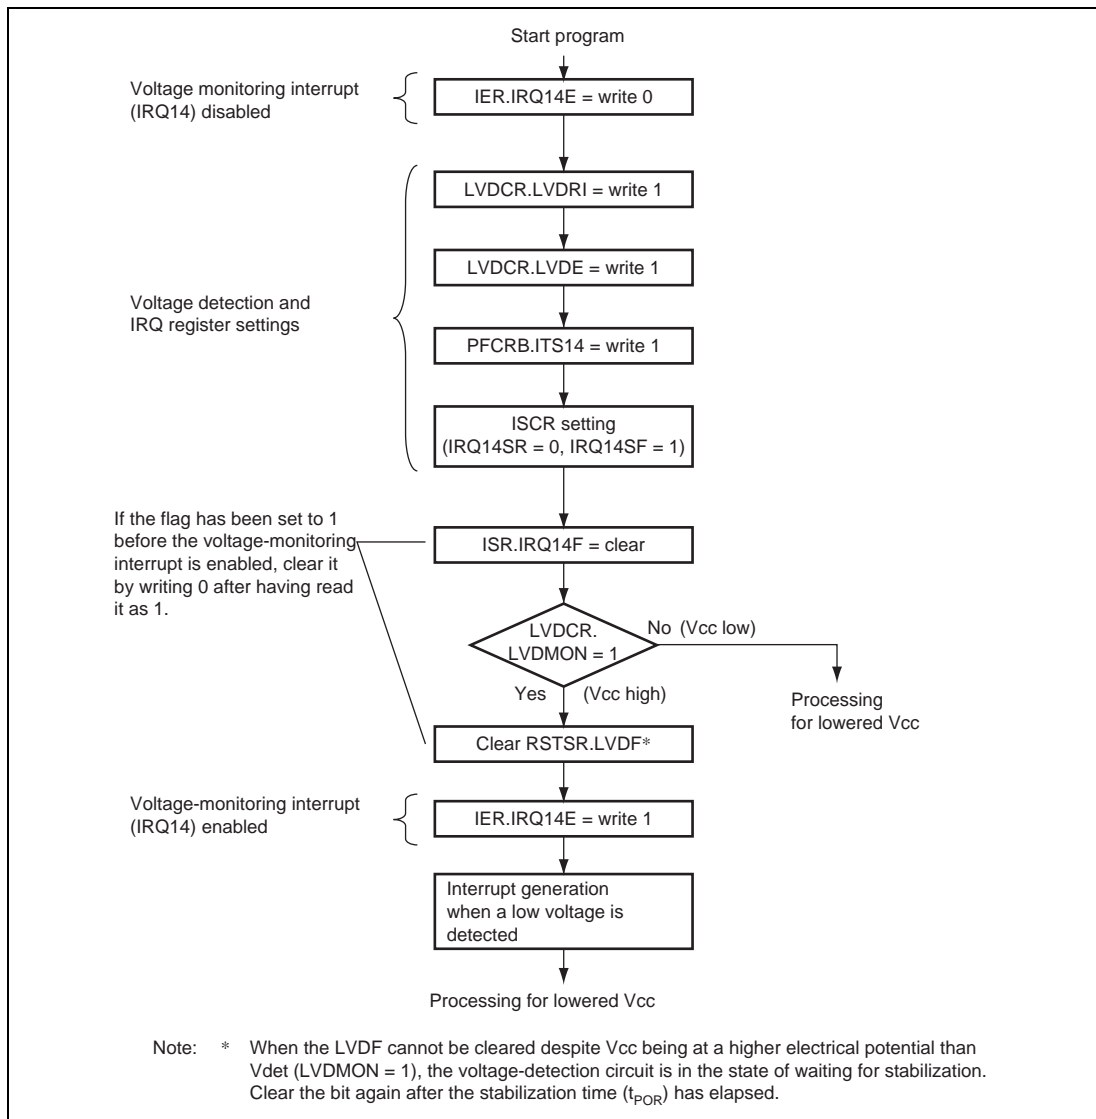 Start program
Voltage monitoring interrupt
(IRQ14) disabled
IER.IRQ14E = write 0
LVDCR.LVDRI = write 1
LVDCR.LVDE = write 1
Voltage detection and
IRQ register settings
PFCRB.ITS14 = write 1
ISCR setting
(IRQ14SR = 0, IRQ14SF = 1)
If the flag has been set to 1
before the voltage-monitoring
interrupt is enabled, clear it
by writing 0 after having read
it as 1.
ISR.IRQ14F = clear
LVDCR.
LVDMON = 1
No (Vcc low)
Yes (Vcc high)
Processing
for lowered Vcc
Clear RSTSR.LVDF*
Voltage-monitoring interrupt
(IRQ14) enabled
IER.IRQ14E = write 1
Interrupt generation
when a low voltage is
detected
Processing for lowered Vcc
Note: * When the LVDF cannot be cleared despite Vcc being at a higher electrical potential than
Vdet (LVDMON = 1), the voltage-detection circuit is in the state of waiting for stabilization.
Clear the bit again after the stabilization time (tPOR) has elapsed.